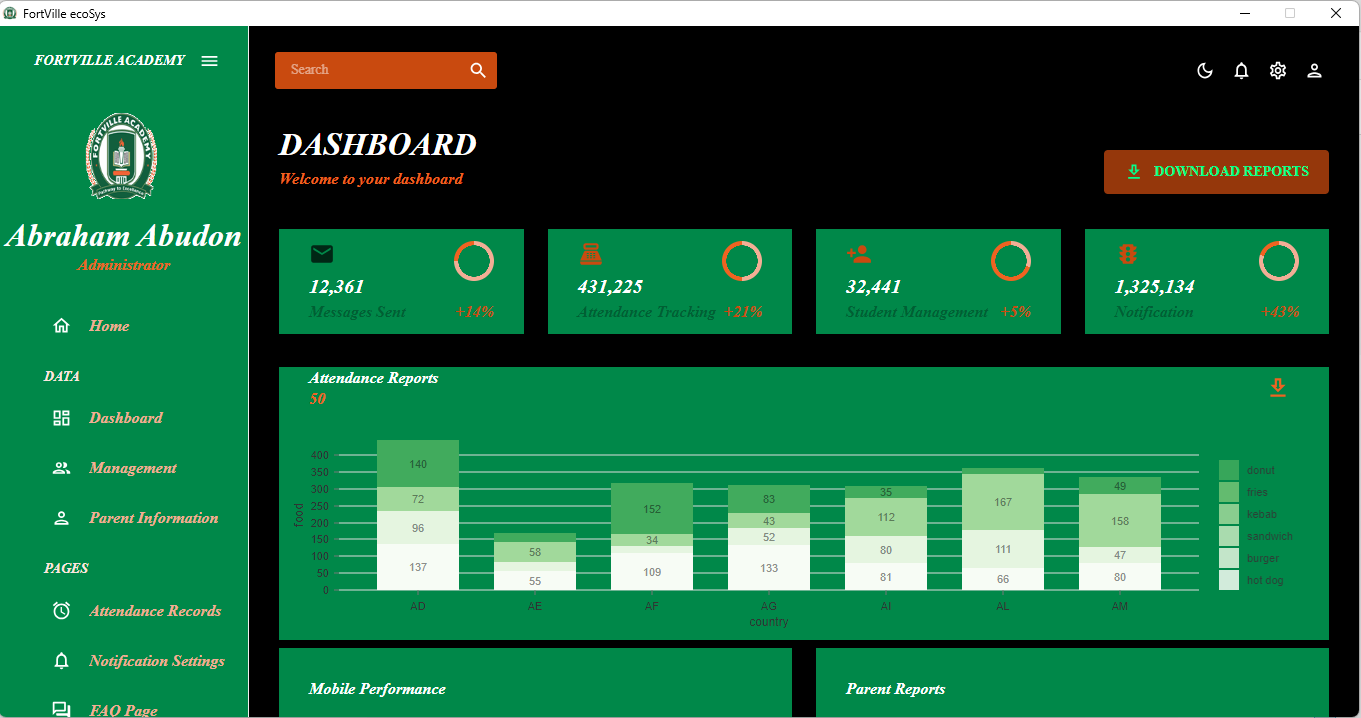 FortVille ecoSys
FORTVILLE ACADEMY
FORTVILLE ACADEMY
DTD
Pathway to Excellence
Abraham Abudon
Administrator
Home
DATA
Dashboard
Management
Parent Information
PAGES
Attendance Records
Notification Settings
FAQ Page
Search
DASHBOARD
Welcome to your dashboard
DOWNLOAD REPORTS
12,361
Messages Sent +14%
431,225
Attendance Tracking +21%
32,441
Student Management +5%
1,325,134
Notification +43%
Attendance Reports
50
400
350
300
250
200
150
100
50
0
food
140
72
96
137
58
55
152
34
109
83
43
52
133
35
112
80
81
167
111
66
49
158
47
80
AD AE AF AG AI AL AM
country
donut
fries
kebab
sandwich
burger
hot dog
Mobile Performance
Parent Reports